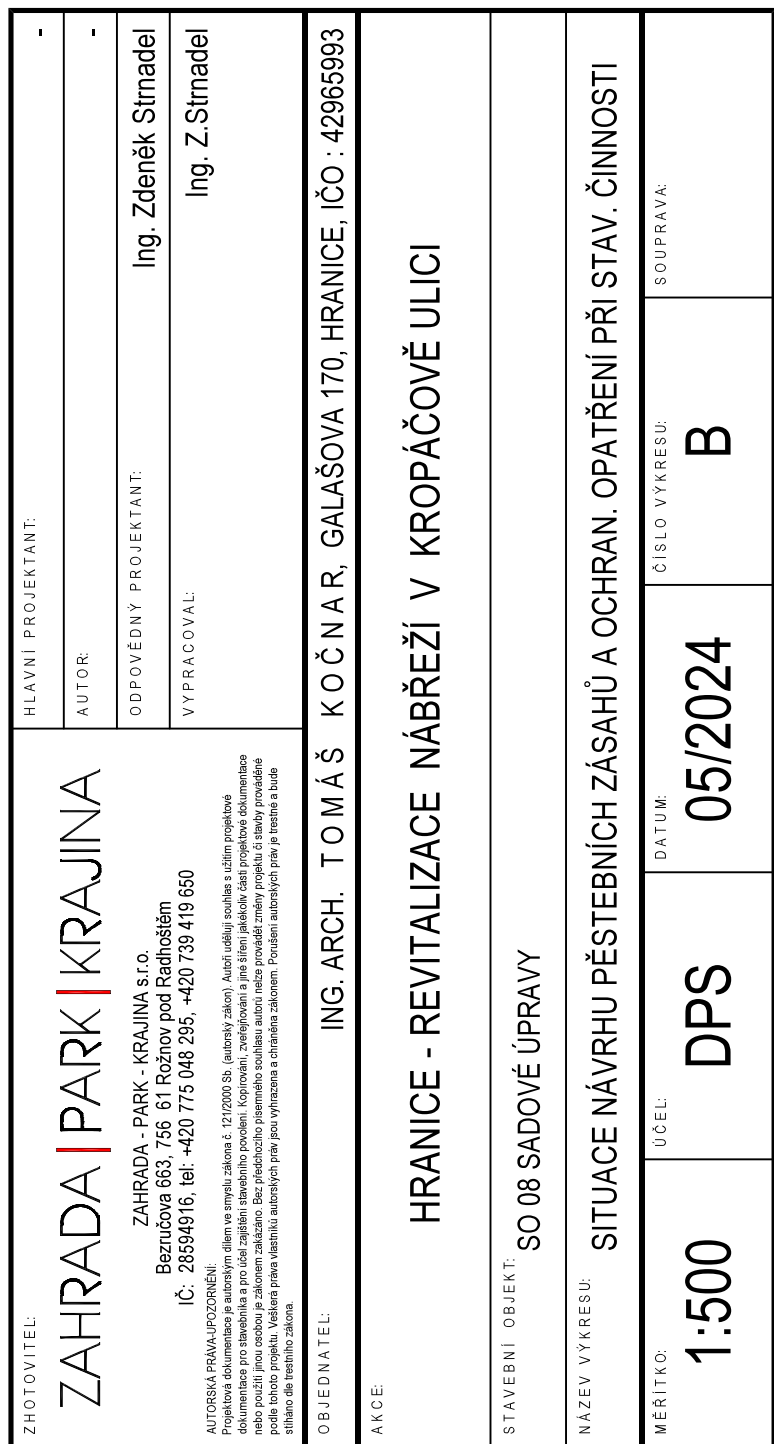 ZHOTOVITEL:
ZAHRADA | PARK | KRAJINA
ZAHRADA - PARK - KRAJINA s.r.o.
Bezručova 663, 756 61 Rožnov pod Radhoštěm
IČ: 28594916, tel: +420 775 048 295, +420 739 419 650
AUTORSKÁ PRÁVA-UPOZORNĚNÍ:
Projektová dokumentace je autorským dílem ve smyslu zákona č. 121/2000 Sb. (autorský zákon). Autoři udělují souhlas s užitím projektové
dokumentace pro stavebníka a pro účel zajištění stavebního povolení. Kopírování, zveřejňování a jiné šíření jakékoliv části projektové dokumentace
nebo použití jinou osobou je zákonem zakázáno. Bez předchozího písemného souhlasu autorů nelze provádět změny projektu či stavby prováděné
podle tohoto projektu. Veškerá práva vlastníků autorských práv jsou vyhrazena a chráněna zákonem. Porušení autorských práv je trestné a bude
stíháno dle trestního zákona.
HLAVNÍ PROJEKTANT: -
AUTOR: -
ODPOVĚDNÝ PROJEKTANT: Ing. Zdeněk Strnadel
VYPRACOVAL: Ing. Z.Strnadel
OBJEDNATEL: ING. ARCH. TOMÁŠ KOČNAR, GALAŠOVA 170, HRANICE, IČO : 42965993
AKCE:
HRANICE - REVITALIZACE NÁBŘEŽÍ V KROPÁČOVĚ ULICI
STAVEBNÍ OBJEKT:
SO 08 SADOVÉ ÚPRAVY
NÁZEV VÝKRESU:
SITUACE NÁVRHU PĚSTEBNÍCH ZÁSAHŮ A OCHRAN. OPATŘENÍ PŘI STAV. ČINNOSTI
MĚŘÍTKO:
1:500
ÚČEL:
DPS
DATUM:
05/2024
ČÍSLO VÝKRESU:
B
SOUPRAVA: